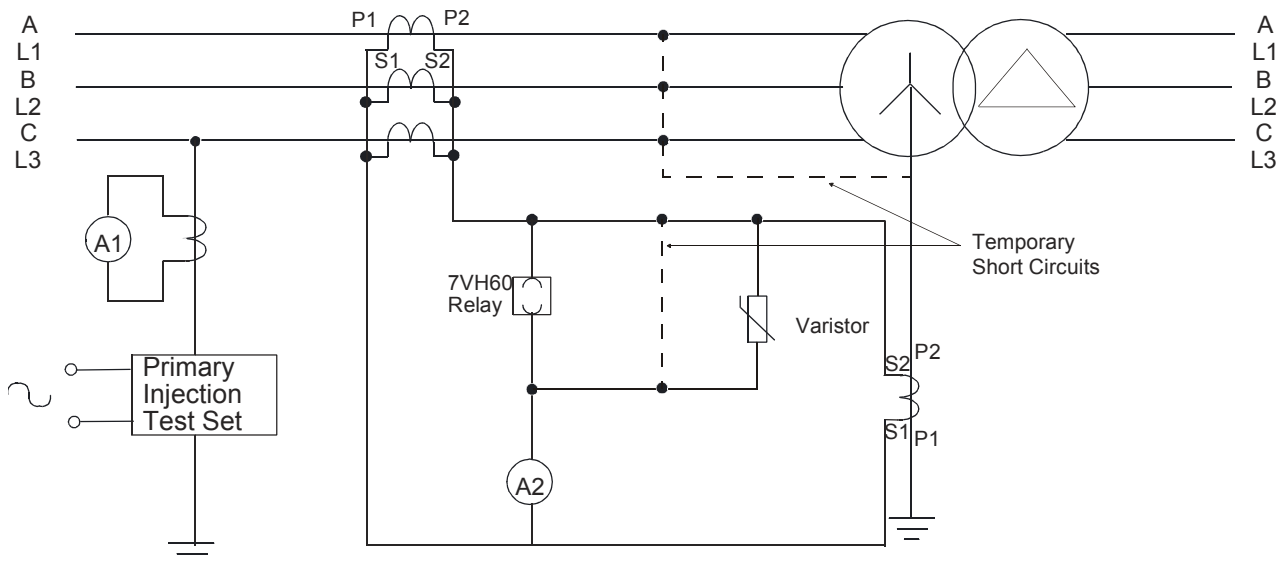 A
L1
B
L2
C
L3
P1
P2
S1
S2
A
L1
B
L2
C
L3
A1
Temporary
Short Circuits
7VH60
Relay
Varistor
Primary
Injection
Test Set
S2
P2
S1
P1
A2